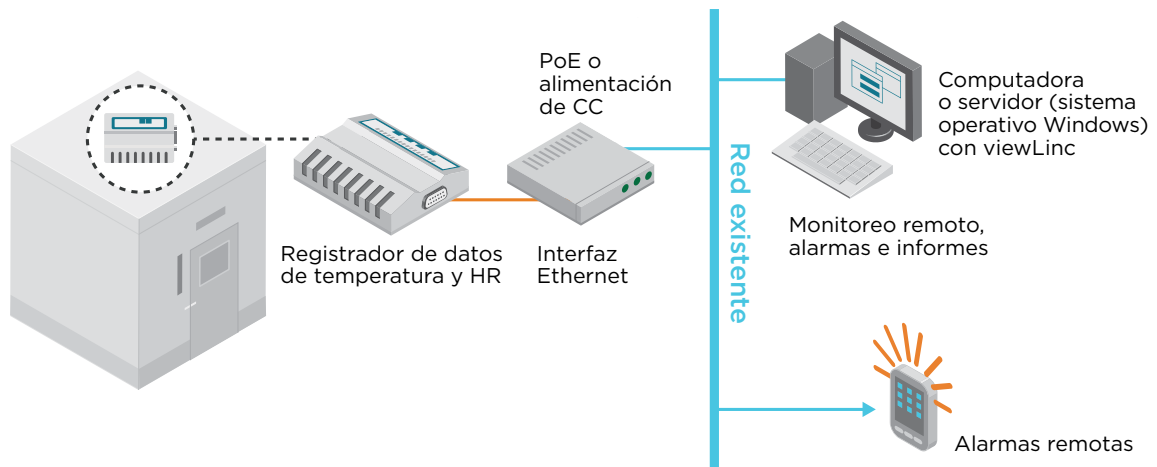 PoE o
alimentación
de CC
Registrador de datos
de temperatura y HR
Interfaz
Ethernet
Red existente
Computadora
o servidor (sistema
operativo Windows)
con viewLinc
Monitoreo remoto,
alarmas e informes
Alarmas remotas